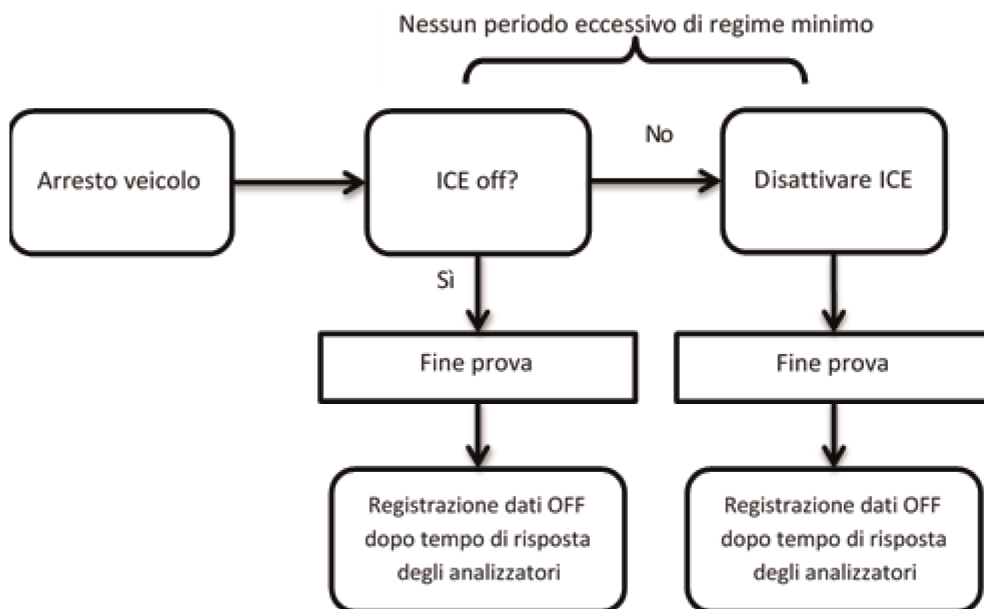 Nessun periodo eccessivo di regime minimo
Arresto veicolo
ICE off?
No
Disattivare ICE
Sì
Fine prova
Fine prova
Registrazione dati OFF
dopo tempo di risposta
degli analizzatori
Registrazione dati OFF
dopo tempo di risposta
degli analizzatori